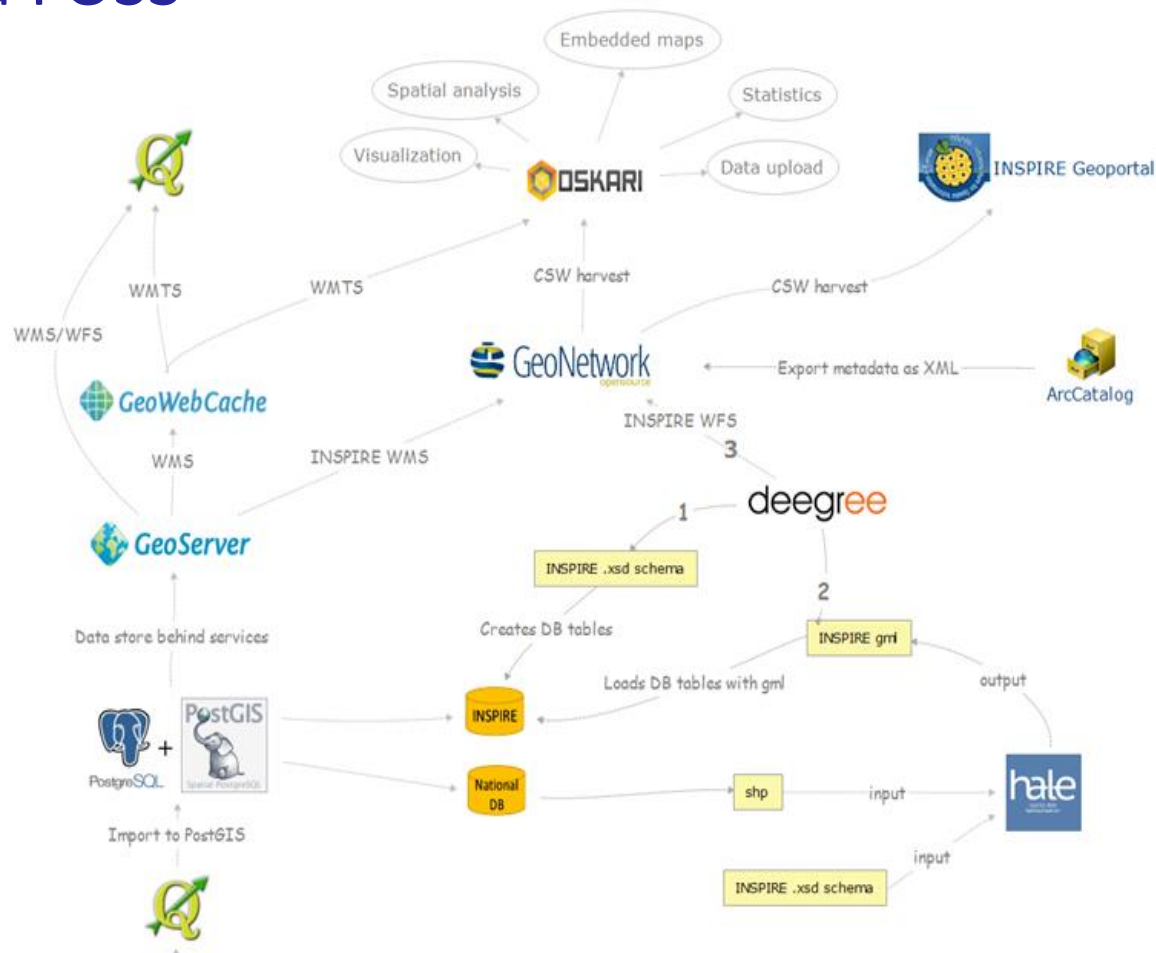 Embedded maps
Spatial analysis
Statistics
Visualization
OSKARI
Data upload
INSPIRE Geoportal
CSW harvest
WMTS
WMTS
CSW harvest
WMS/WFS
GeoNetwork
opensource
Export metadata as XML
ArcCatalog
GeoWebCache
INSPIRE WFS
WMS
INSPIRE WMS
3
deegree
1
GeoServer
INSPIRE .xsd schema
2
Creates DB tables
Data store behind services
INSPIRE gml
Loads DB tables with gml
output
PostGIS
INSPIRE
+
PostgreSQL
Spatial PostgreSQL
National
DB
shp
input
hale
Import to PostGIS
input
INSPIRE .xsd schema